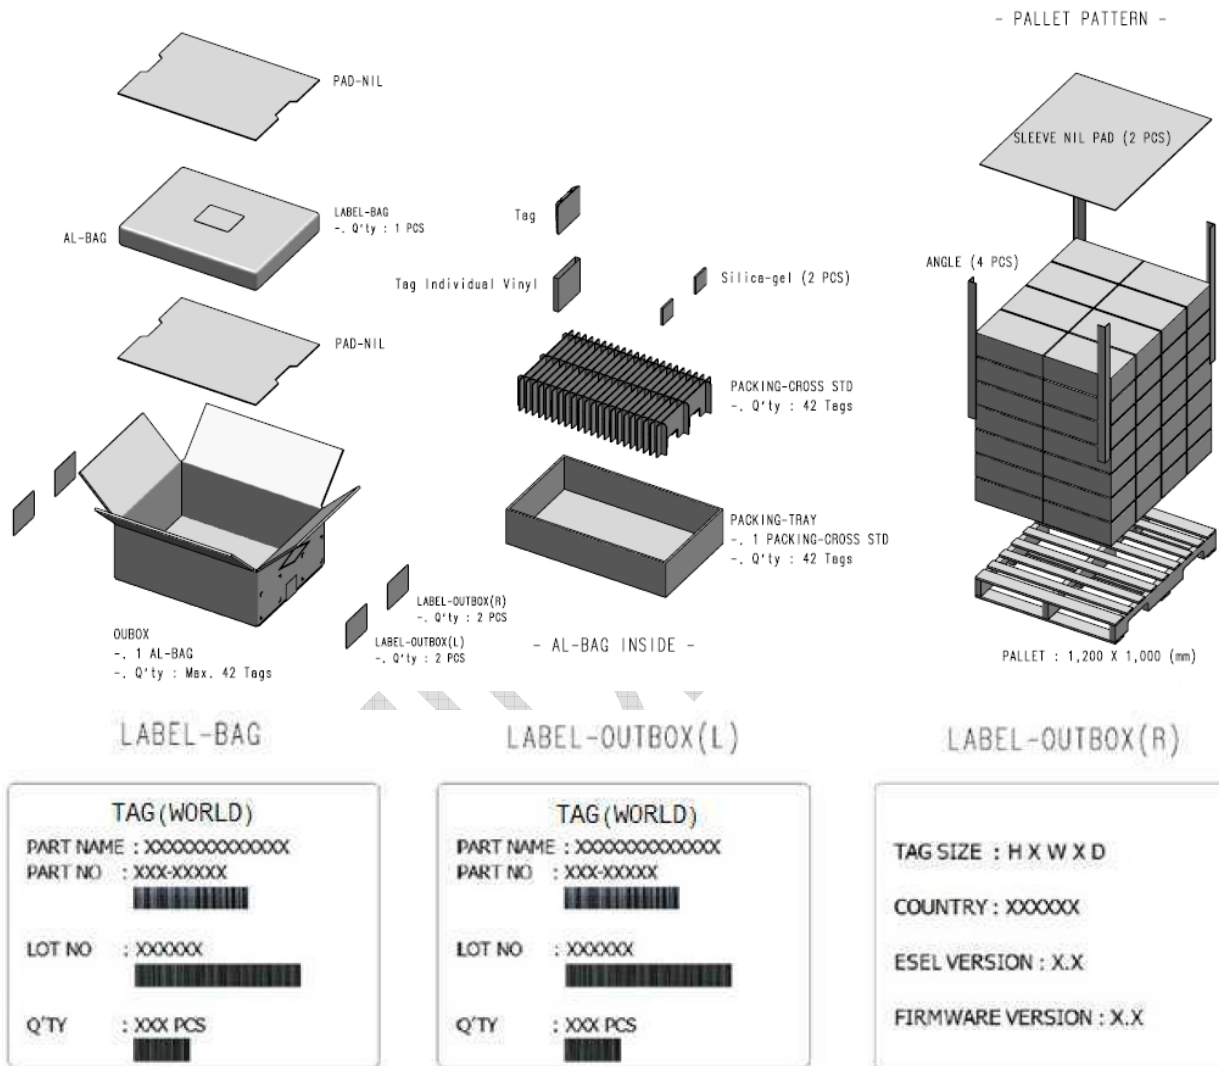 - PALLET PATTERN -
PAD-NIL
SLEEVE NIL PAD (2 PCS)
LABEL-BAG
-. Q'ty : 1 PCS
AL-BAG
Tag
ANGLE (4 PCS)
Tag Individual Vinyl
Silica-gel (2 PCS)
PAD-NIL
PACKING-CROSS STD
-. Q'ty : 42 Tags
PACKING-TRAY
-. 1 PACKING-CROSS STD
-. Q'ty : 42 Tags
LABEL-OUTBOX(R)
-. Q'ty : 2 PCS
LABEL-OUTBOX(L)
-. Q'ty : 2 PCS
OUBOX
-. 1 AL-BAG
-. Q'ty : Max. 42 Tags
- AL-BAG INSIDE -
PALLET : 1,200 X 1,000 (mm)
LABEL-BAG
TAG(WORLD)
PART NAME : XXXXXXXXXXXXXX
PART NO : XXX-XXXXX
LOT NO : XXXXXX
Q'TY : XXX PCS
LABEL-OUTBOX(L)
TAG(WORLD)
PART NAME : XXXXXXXXXXXXXX
PART NO : XXX-XXXXX
LOT NO : XXXXXX
Q'TY : XXX PCS
LABEL-OUTBOX(R)
TAG SIZE : H X W X D
COUNTRY : XXXXXX
ESEL VERSION : X.X
FIRMWARE VERSION : X.X